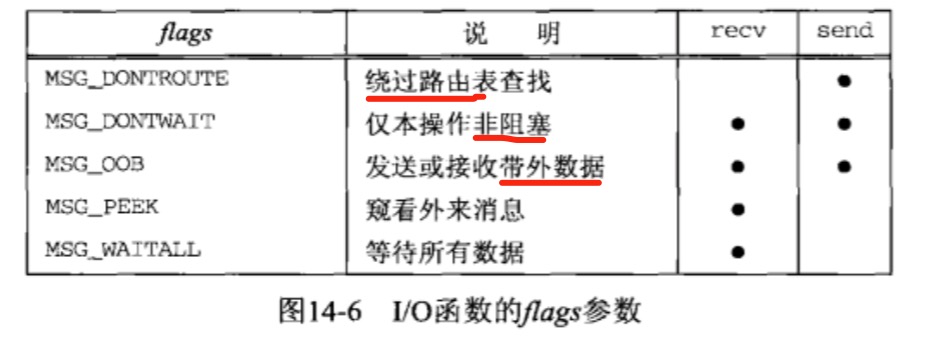 flags 说 明 recv send
MSG_DONTROUTE 绕过路由表查找 ●
MSG_DONTWAIT 仅本操作非阻塞 ● ●
MSG_OOB 发送或接收带外数据 ● ●
MSG_PEEK 窥看外来消息 ●
MSG_WAITALL 等待所有数据 ●
图14-6 I/O函数的flags参数